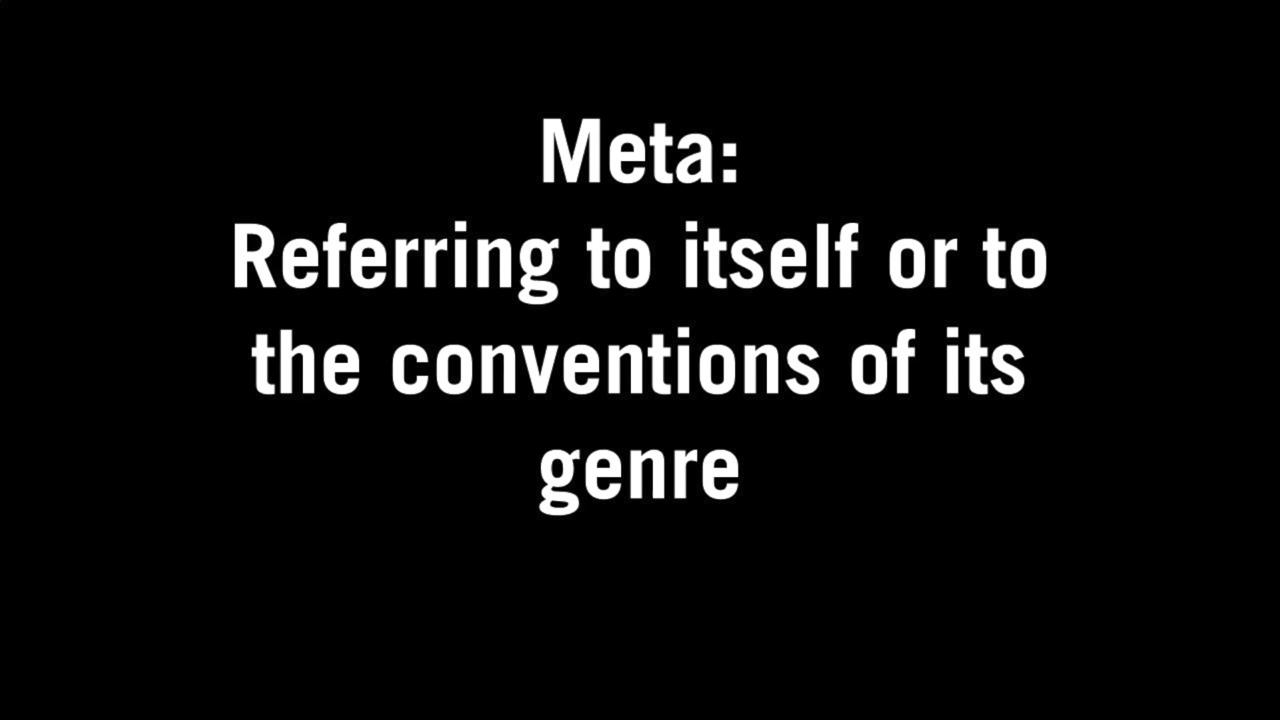 Meta:
Referring to itself or to
the conventions of its
genre